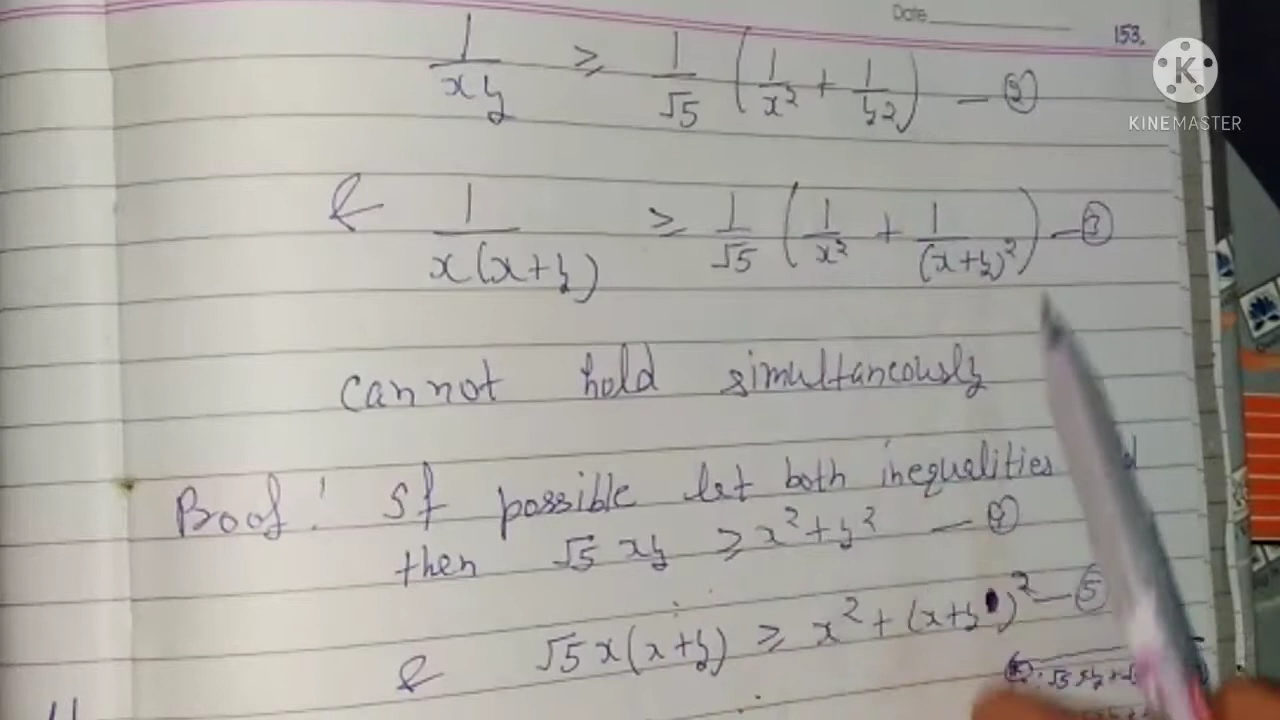 Date
153.
1/xy ≥ 1/√5 (1/x² + 1/y²) — ②
K
KINEMASTER
& 1/x(x+y) ≥ 1/√5 (1/x² + 1/(x+y)²) — ③
cannot hold simultaneously
Proof: If possible let both inequalities
then √5 xy ≥ x² + y² — ④
& √5 x(x+y) ≥ x² + (x+y)² — ⑤